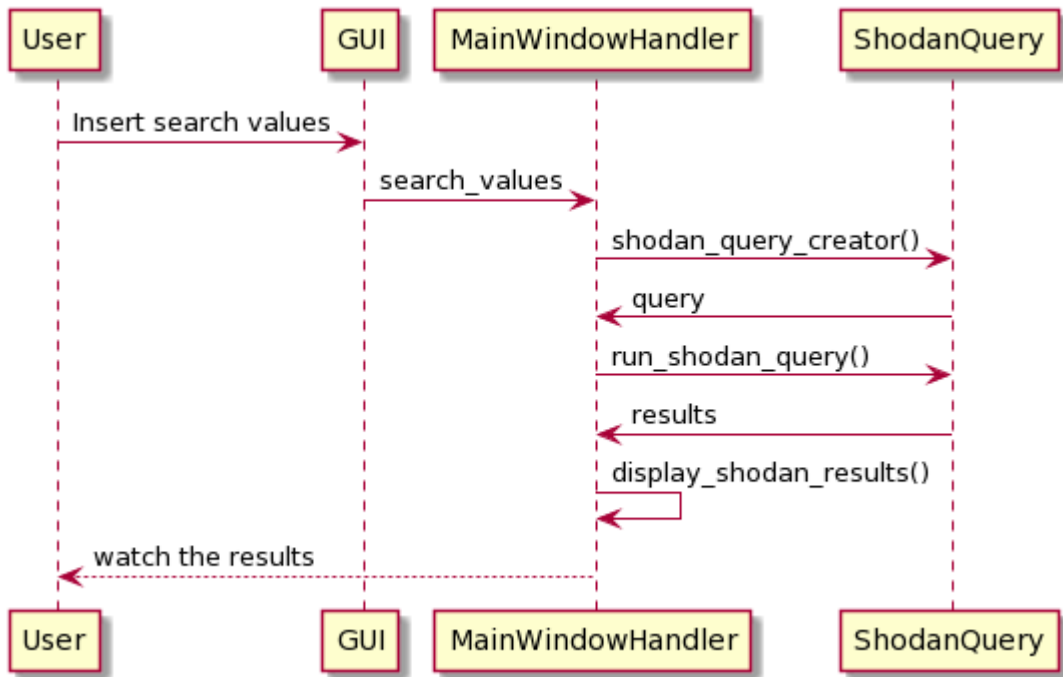 User GUI MainWindowHandler ShodanQuery
Insert search values
search_values
shodan_query_creator()
query
run_shodan_query()
results
display_shodan_results()
watch the results
User GUI MainWindowHandler ShodanQuery